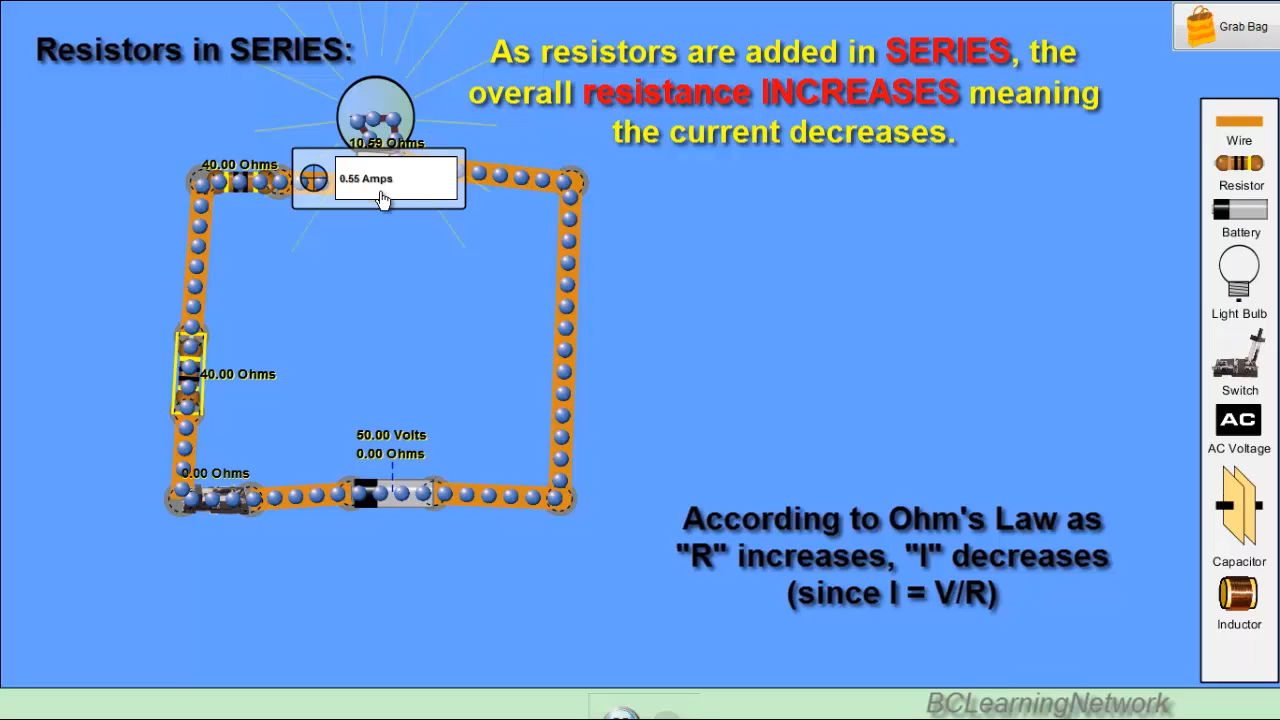 Resistors in SERIES:
As resistors are added in SERIES, the
overall resistance INCREASES meaning
the current decreases.
Grab Bag
10.59 Ohms
40.00 Ohms
0.55 Amps
Wire
Resistor
Battery
Light Bulb
Switch
AC
AC Voltage
Capacitor
Inductor
40.00 Ohms
50.00 Volts
0.00 Ohms
0.00 Ohms
According to Ohm's Law as
"R" increases, "I" decreases
(since I = V/R)
BCLearningNetwork